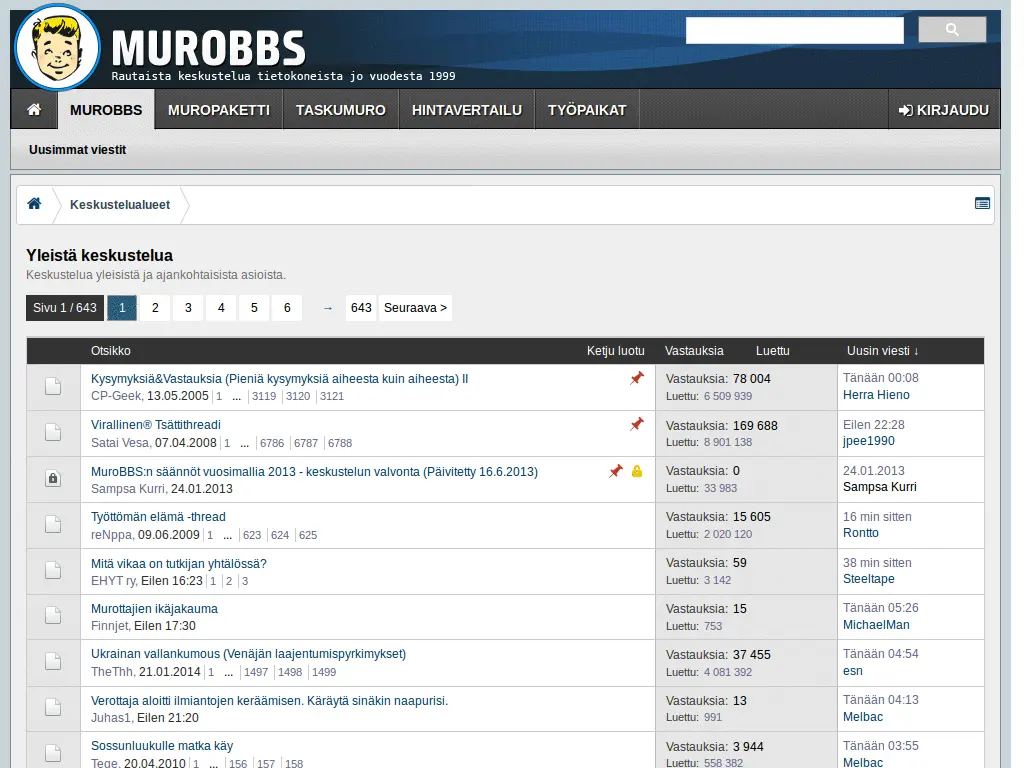 MUROBBS
Rautaista keskustelua tietokoneista jo vuodesta 1999
MUROBBS MUROPAKETTI TASKUMURO HINTAVERTAILU TYÖPAIKAT KIRJAUDU
Uusimmat viestit
Keskustelualueet
Yleistä keskustelua
Keskustelua yleisistä ja ajankohtaisista asioista.
Sivu 1 / 643 1 2 3 4 5 6 → 643 Seuraava >
Otsikko Ketju luotu Vastauksia Luettu Uusin viesti ↓
Kysymyksiä&Vastauksia (Pieniä kysymyksiä aiheesta kuin aiheesta) II Vastauksia: 78 004 Tänään 00:08
CP-Geek, 13.05.2005 1 ... 3119 3120 3121 Luettu: 6 509 939 Herra Hieno
Virallinen® Tsättithreadi Vastauksia: 169 688 Eilen 22:28
Satai Vesa, 07.04.2008 1 ... 6786 6787 6788 Luettu: 8 901 138 jpee1990
MuroBBS:n säännöt vuosimallia 2013 - keskustelun valvonta (Päivitetty 16.6.2013) Vastauksia: 0 24.01.2013
Sampsa Kurri, 24.01.2013 Luettu: 33 983 Sampsa Kurri
Työttömän elämä -thread Vastauksia: 15 605 16 min sitten
reNppa, 09.06.2009 1 ... 623 624 625 Luettu: 2 020 120 Rontto
Mitä vikaa on tutkijan yhtälössä? Vastauksia: 59 38 min sitten
EHYT ry, Eilen 16:23 1 2 3 Luettu: 3 142 Steeltape
Murottajien ikäjakauma Vastauksia: 15 Tänään 05:26
Finnjet, Eilen 17:30 Luettu: 753 MichaelMan
Ukrainan vallankumous (Venäjän laajentumispyrkimykset) Vastauksia: 37 455 Tänään 04:54
TheThh, 21.01.2014 1 ... 1497 1498 1499 Luettu: 4 081 392 esn
Verottaja aloitti ilmiantojen keräämisen. Käräytä sinäkin naapurisi. Vastauksia: 13 Tänään 04:13
Juhas1, Eilen 21:20 Luettu: 991 Melbac
Sossunluukulle matka käy Vastauksia: 3 944 Tänään 03:55
Tege, 20.04.2010 1 ... 156 157 158 Luettu: 558 382 Melbac